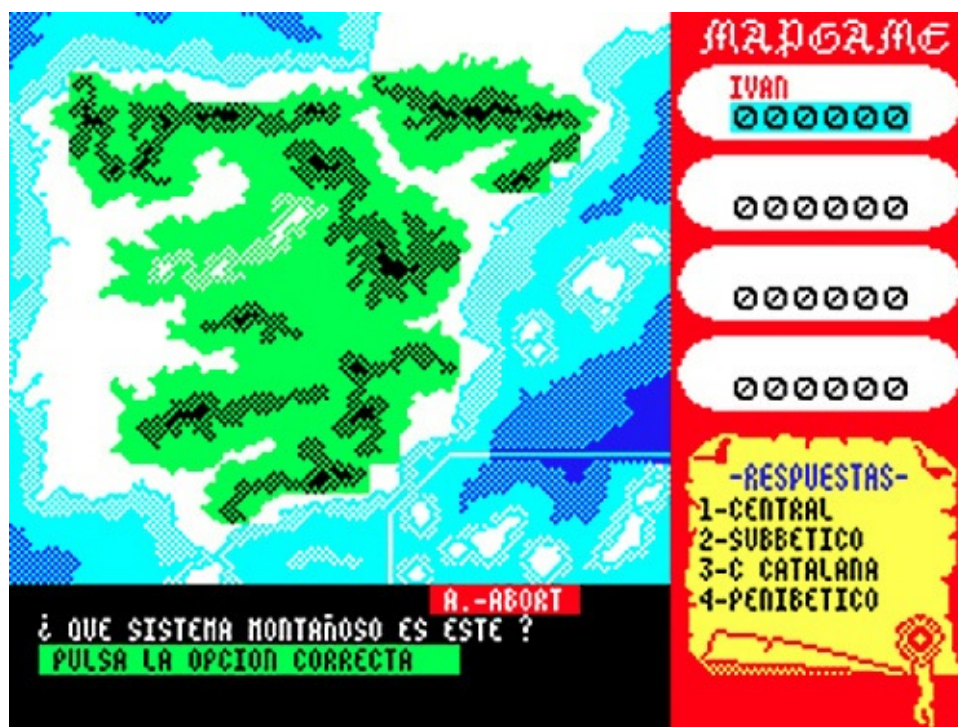 MAPGAME
IVAN
000000
000000
000000
000000
-RESPUESTAS-
1-CENTRAL
2-SUBBETICO
3-C CATALANA
4-PENIBETICO
A.-ABORT
¿ QUE SISTEMA MONTAÑOSO ES ESTE ?
PULSA LA OPCION CORRECTA